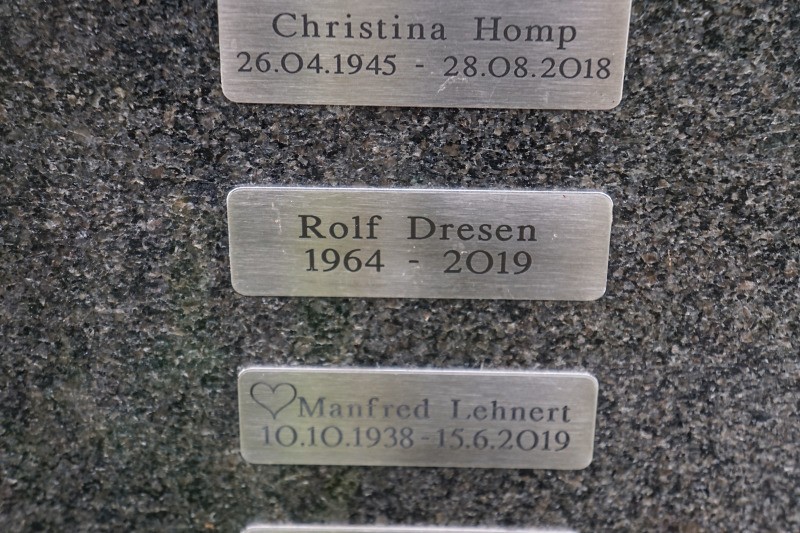 Christina Homp
26.04.1945 - 28.08.2018
Rolf Dresen
1964 - 2019
Manfred Lehnert
10.10.1938-15.6.2019